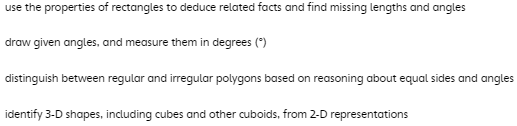 use the properties of rectangles to deduce related facts and find missing lengths and angles
draw given angles, and measure them in degrees (°)
distinguish between regular and irregular polygons based on reasoning about equal sides and angles
identify 3-D shapes, including cubes and other cuboids, from 2-D representations